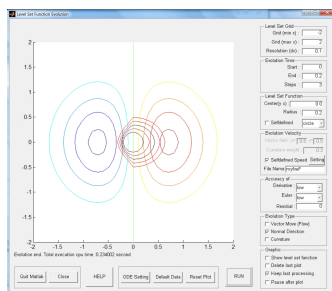 Level Set Function Evolution
Level Set Grid
Grid (min x) -2
Grid (max x) 2
Resolution (dx) 0.1
Evolution Time
Start 0
End 0.2
Steps 3
Level Set Function
Center(y x) 0 0
Radius 0.2
Selfdefined circle
Evolution Velocity
Selfdefined Speed Setting
File Name
Accuracy of
Derivative low
Euler low
Reinitial 0
Evolution Type
Vector Move (Flow)
Normal Direction
Curvature
Graphic
Show level set function
Delete last plot
Keep last processing
Pause after plot
2
1.5
1
0.5
0
-0.5
-1
-1.5
-2
-2 -1.5 -1 -0.5 0 0.5 1 1.5 2
Evolution end. Total execution cpu time: 0.234002 second
Quit Matlab Close HELP ODE Setting Default Data Reset Plot RUN